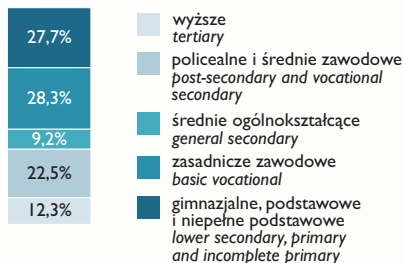 27,7%
28,3%
9,2%
22,5%
12,3%
wyższe
tertiary
policealne i średnie zawodowe
post-secondary and vocational
secondary
średnie ogólnokształcące
general secondary
zasadnicze zawodowe
basic vocational
gimnazjalne, podstawowe
i niepełne podstawowe
lower secondary, primary
and incomplete primary